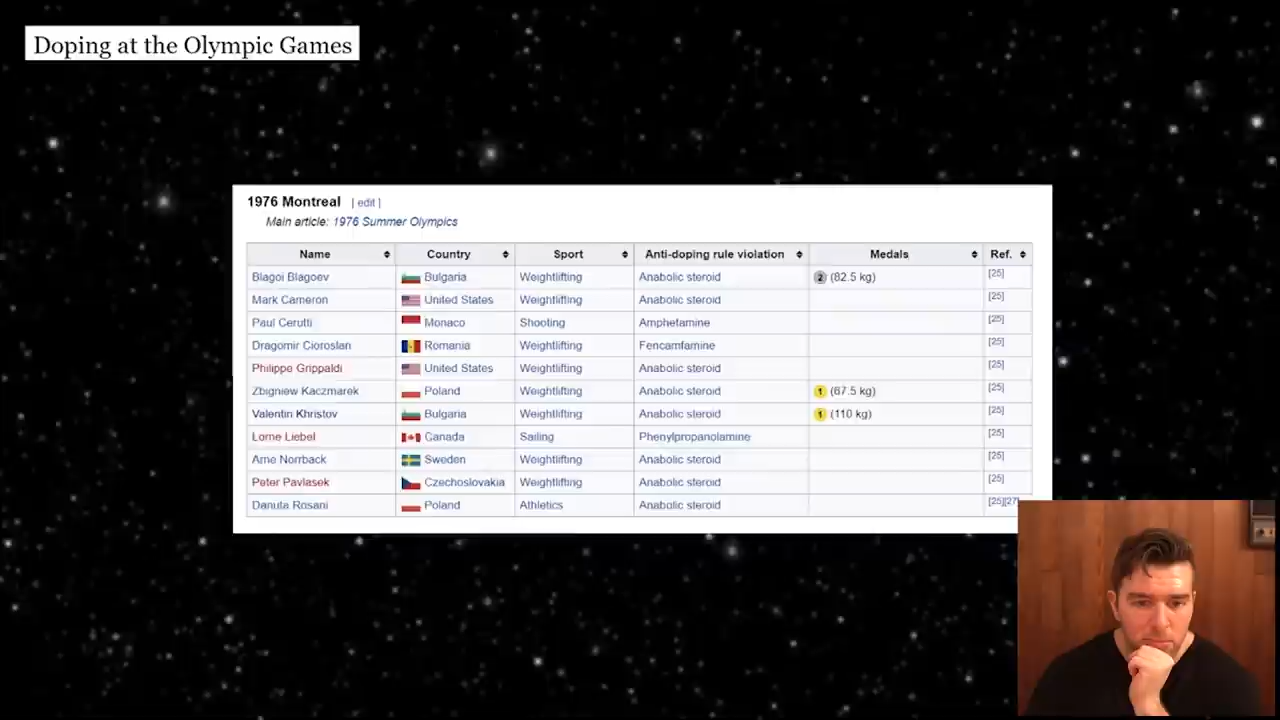 Doping at the Olympic Games
1976 Montreal [ edit ]
Main article: 1976 Summer Olympics
Name Country Sport Anti-doping rule violation Medals Ref.
Blagoi Blagoev Bulgaria Weightlifting Anabolic steroid 2 (82.5 kg) [25]
Mark Cameron United States Weightlifting Anabolic steroid [25]
Paul Cerutti Monaco Shooting Amphetamine [25]
Dragomir Cioroslan Romania Weightlifting Fencamfamine [25]
Philippe Grippaldi United States Weightlifting Anabolic steroid [25]
Zbigniew Kaczmarek Poland Weightlifting Anabolic steroid 1 (67.5 kg) [25]
Valentin Khristov Bulgaria Weightlifting Anabolic steroid 1 (110 kg) [25]
Lorne Liebel Canada Sailing Phenylpropanolamine [25]
Arne Norrback Sweden Weightlifting Anabolic steroid [25]
Peter Pavlasek Czechoslovakia Weightlifting Anabolic steroid [25]
Danuta Rosani Poland Athletics Anabolic steroid [25][27]